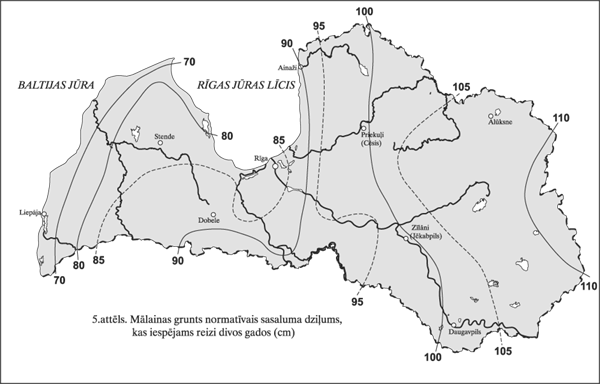 100
95
90
70
Ainaži
BALTIJAS JŪRA
RĪGAS JŪRAS LĪCIS
105
110
Alūksne
80
Stende
85
Priekuļi
(Cēsis)
Rīga
Liepāja
Dobele
Zīlāni
(Jēkabpils)
70
80
85
90
95
110
5.attēls. Mālainas grunts normatīvais sasaluma dziļums,
kas iespējams reizi divos gados (cm)
Daugavpils
100
105